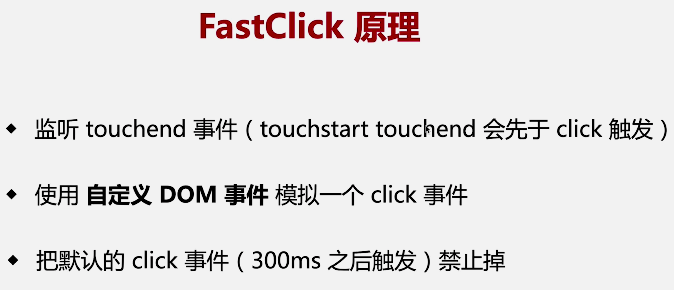 FastClick 原理
监听 touchend 事件（touchstart touchend 会先于 click 触发）
使用 自定义 DOM 事件 模拟一个 click 事件
把默认的 click 事件（300ms 之后触发）禁止掉